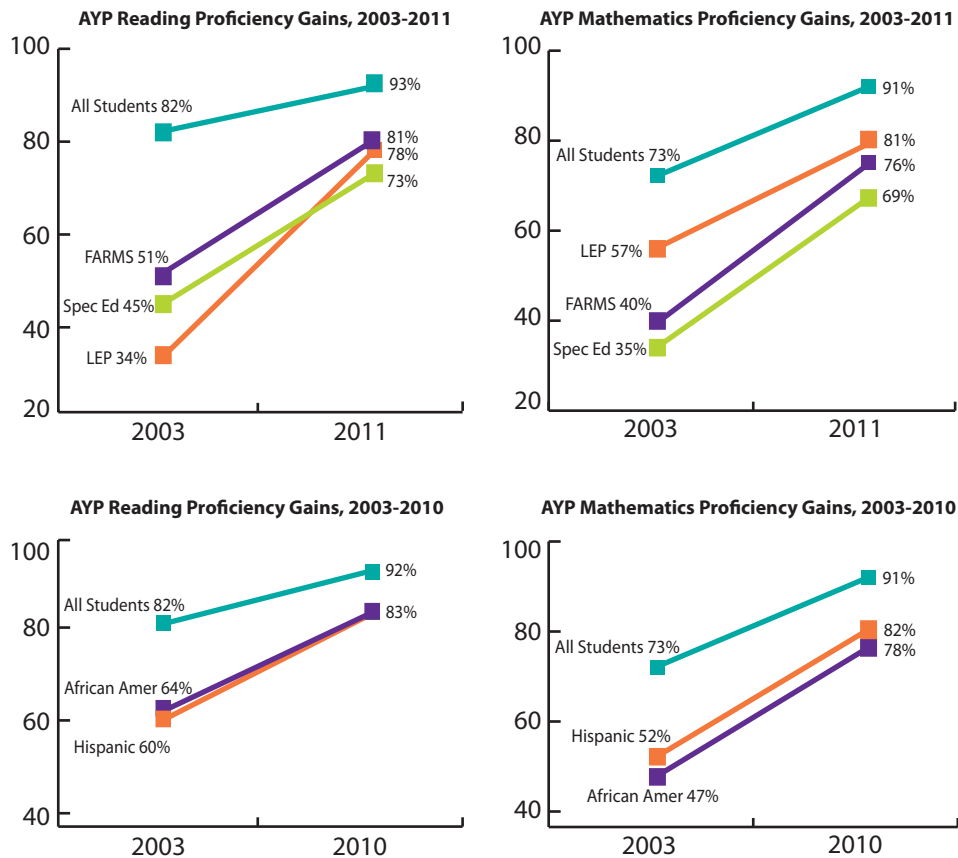 AYP Reading Proficiency Gains, 2003-2011
100
80
60
40
20
All Students 82%
93%
81%
78%
73%
FARMS 51%
Spec Ed 45%
LEP 34%
2003
2011
AYP Mathematics Proficiency Gains, 2003-2011
100
80
60
40
20
All Students 73%
91%
81%
76%
69%
LEP 57%
FARMS 40%
Spec Ed 35%
2003
2011
AYP Reading Proficiency Gains, 2003-2010
100
80
60
40
All Students 82%
92%
83%
African Amer 64%
Hispanic 60%
2003
2010
AYP Mathematics Proficiency Gains, 2003-2010
100
80
60
40
All Students 73%
91%
82%
78%
Hispanic 52%
African Amer 47%
2003
2010